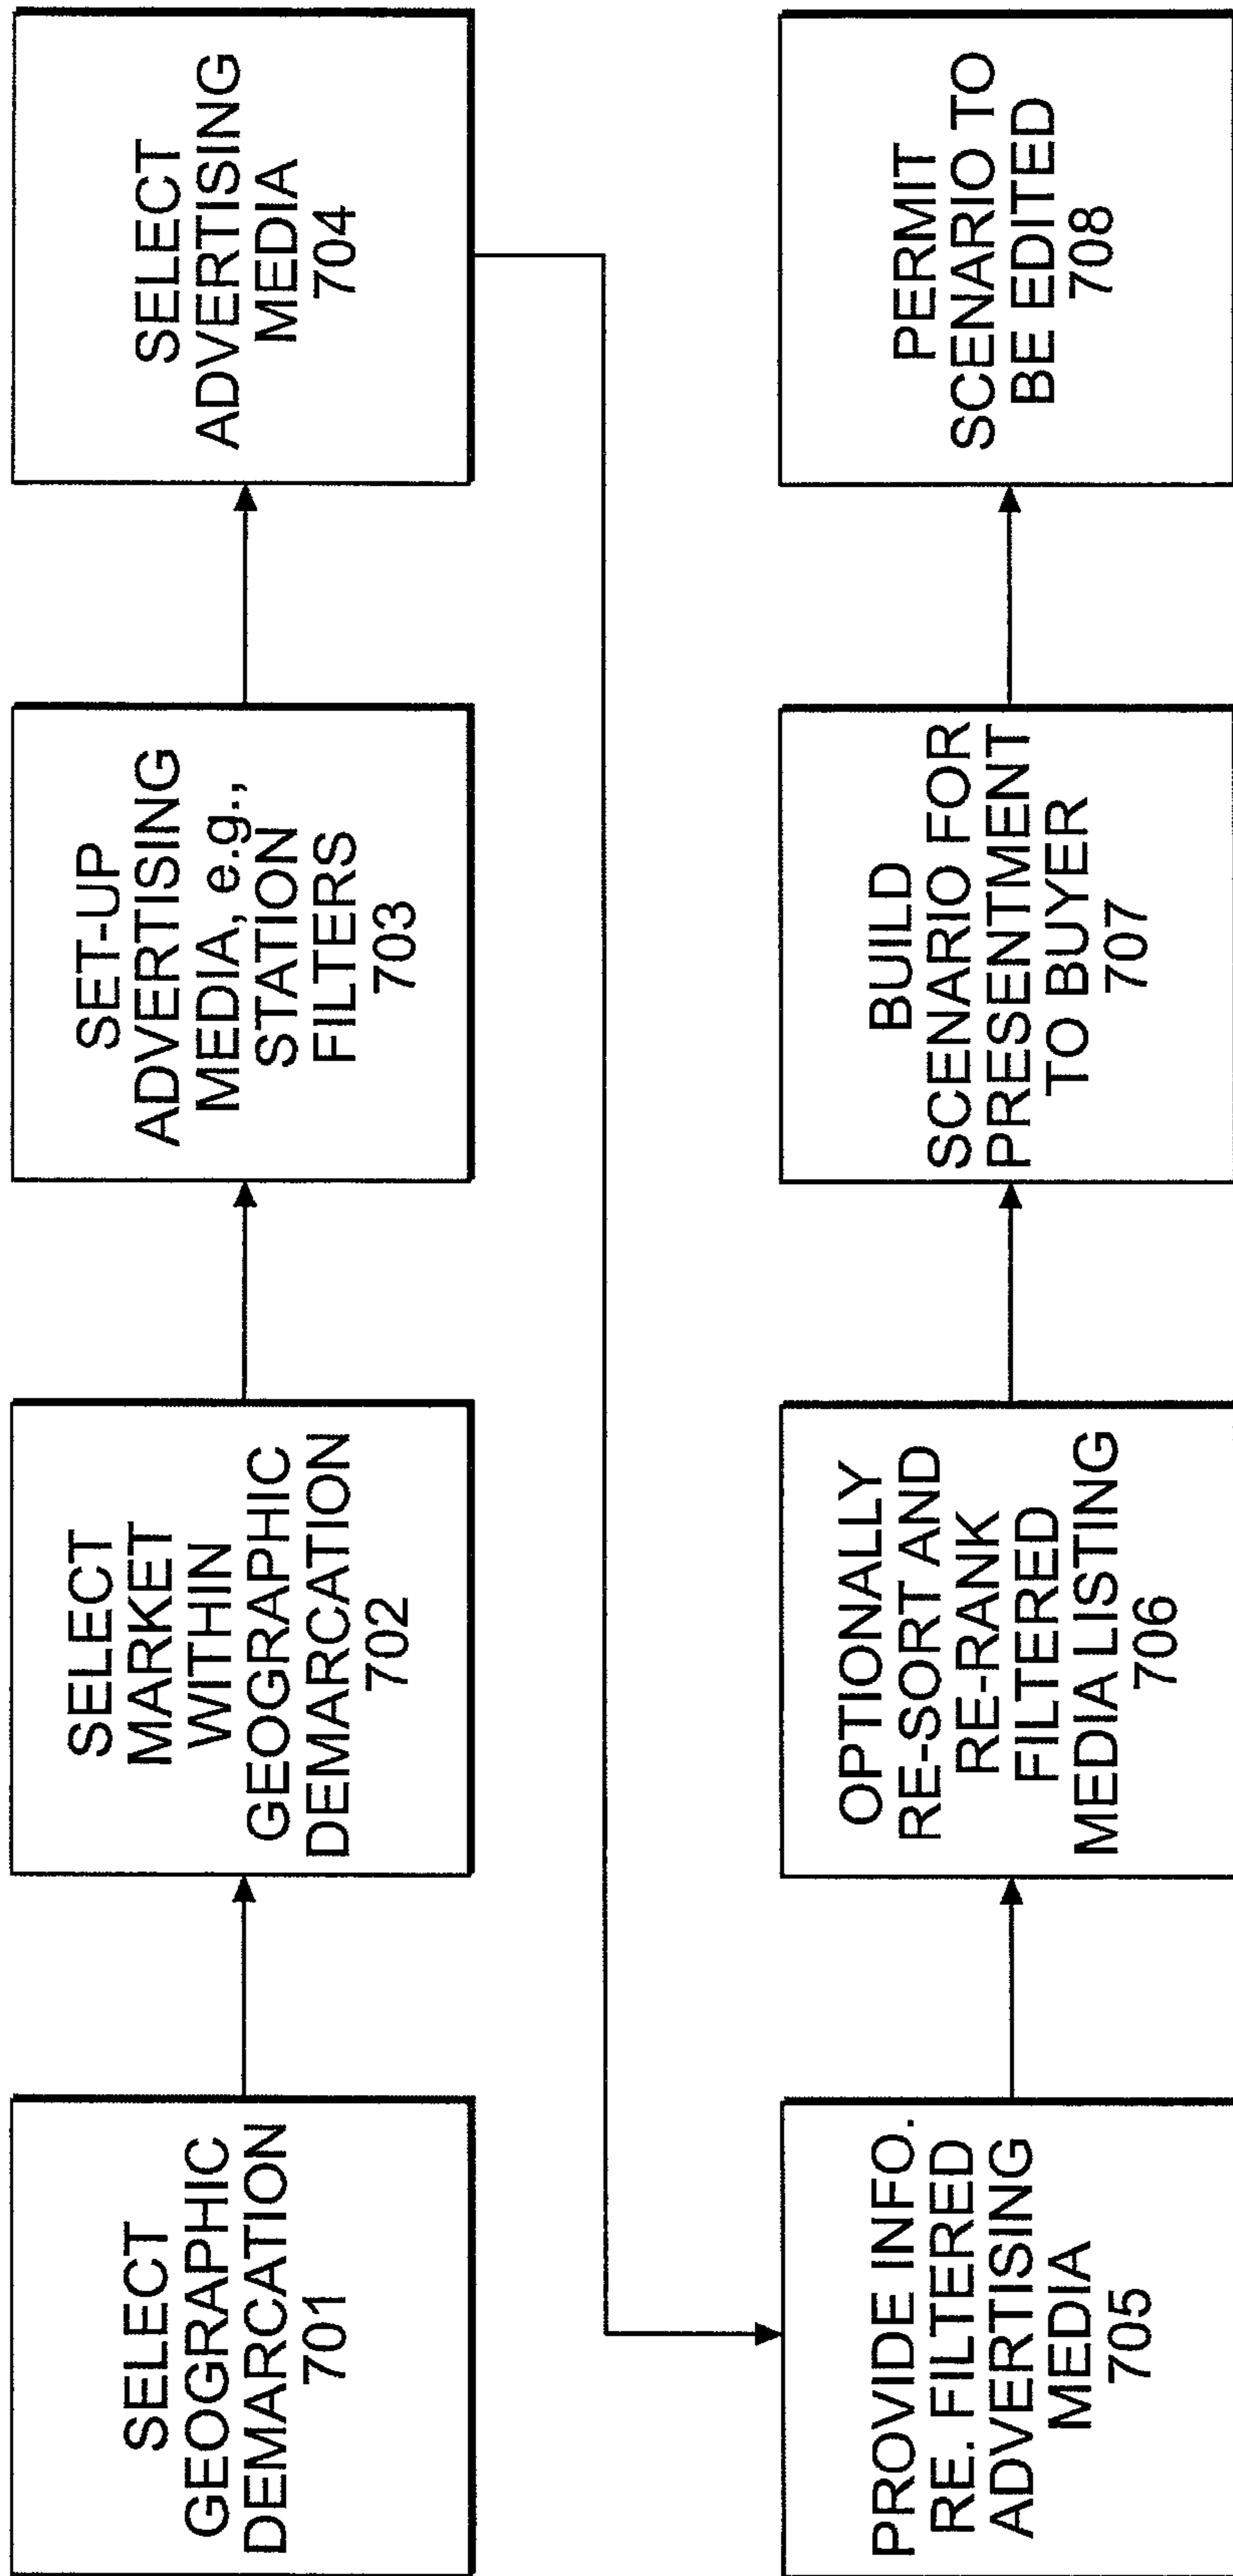 SELECT
GEOGRAPHIC
DEMARCATION
701
SELECT
MARKET
WITHIN
GEOGRAPHIC
DEMARCATION
702
SET-UP
ADVERTISING
MEDIA, e.g.,
STATION
FILTERS
703
SELECT
ADVERTISING
MEDIA
704
PROVIDE INFO.
RE. FILTERED
ADVERTISING
MEDIA
705
OPTIONALLY
RE-SORT AND
RE-RANK
FILTERED
MEDIA LISTING
706
BUILD
SCENARIO FOR
PRESENTMENT
TO BUYER
707
PERMIT
SCENARIO TO
BE EDITED
708